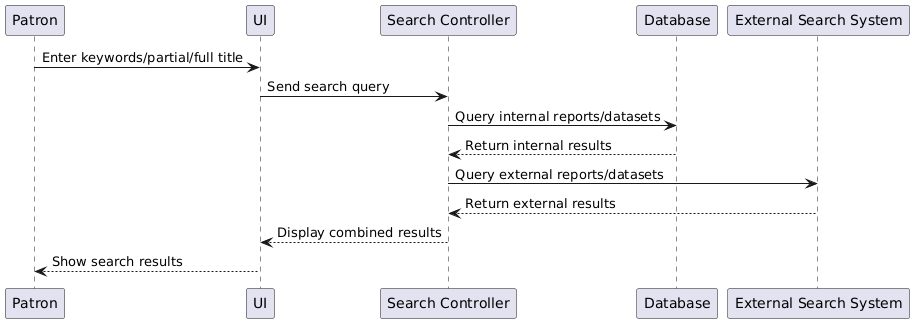 Patron UI Search Controller Database External Search System
Enter keywords/partial/full title
Send search query
Query internal reports/datasets
Return internal results
Query external reports/datasets
Return external results
Display combined results
Show search results
Patron UI Search Controller Database External Search System